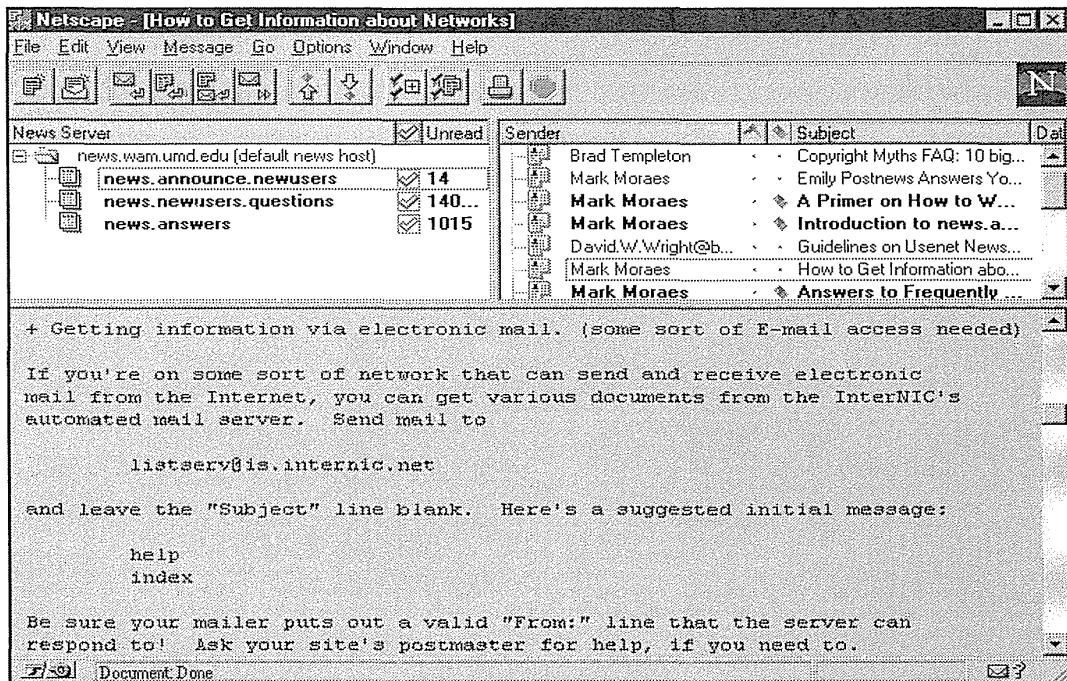 Netscape - [How to Get Information about Networks]
File Edit View Message Go Options Window Help
N
News Server Unread
news.wam.umd.edu (default news host)
news.announce.newusers 14
news.newusers.questions 140...
news.answers 1015
Sender Subject Dat
Brad Templeton Copyright Myths FAQ: 10 big...
Mark Moraes Emily Postnews Answers Yo...
Mark Moraes A Primer on How to W...
Mark Moraes Introduction to news.a...
David.W.Wright@b... Guidelines on Usenet News...
Mark Moraes How to Get Information abo...
Mark Moraes Answers to Frequently ...
+ Getting information via electronic mail. (some sort of E-mail access needed)
If you're on some sort of network that can send and receive electronic
mail from the Internet, you can get various documents from the InterNIC's
automated mail server. Send mail to
listserv@is.internic.net
and leave the "Subject" line blank. Here's a suggested initial message:
help
index
Be sure your mailer puts out a valid "From:" line that the server can
respond to! Ask your site's postmaster for help, if you need to.
Document: Done